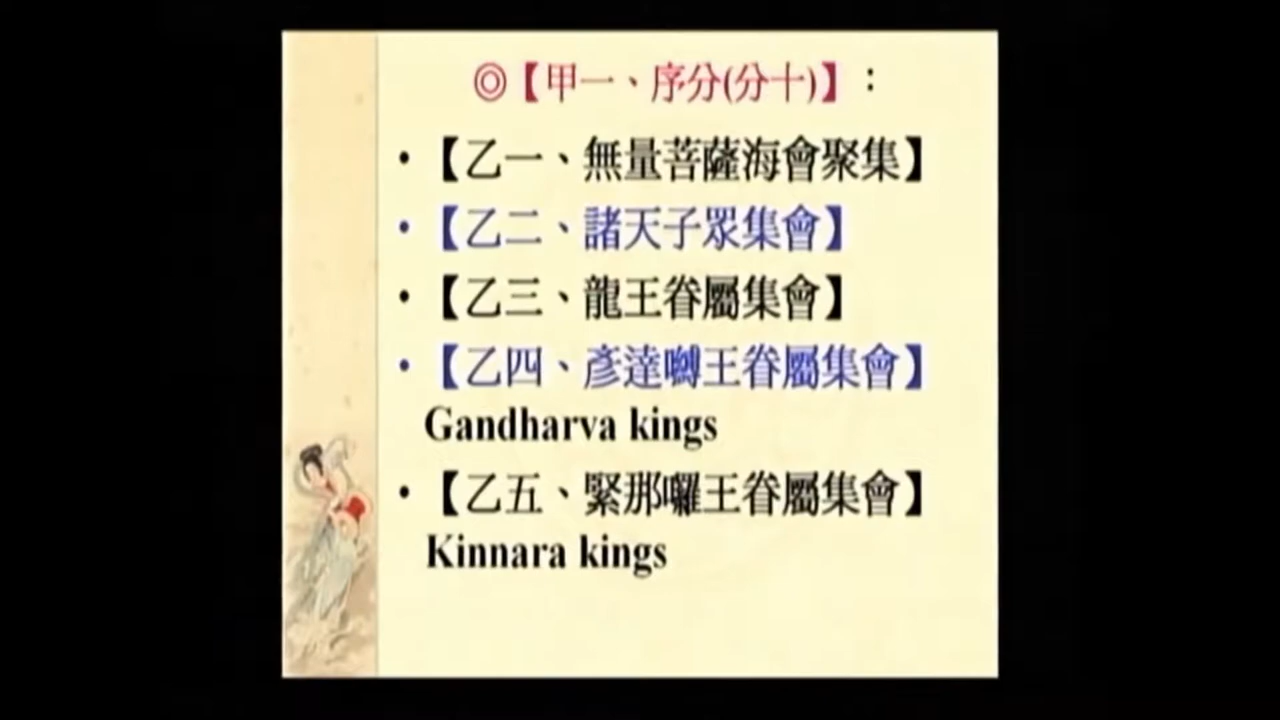 ◎【甲一、序分(分十)】：
•【乙一、無量菩薩海會聚集】
•【乙二、諸天子眾集會】
•【乙三、龍王眷屬集會】
•【乙四、彥達嚩王眷屬集會】
Gandharva kings
•【乙五、緊那囉王眷屬集會】
Kinnara kings